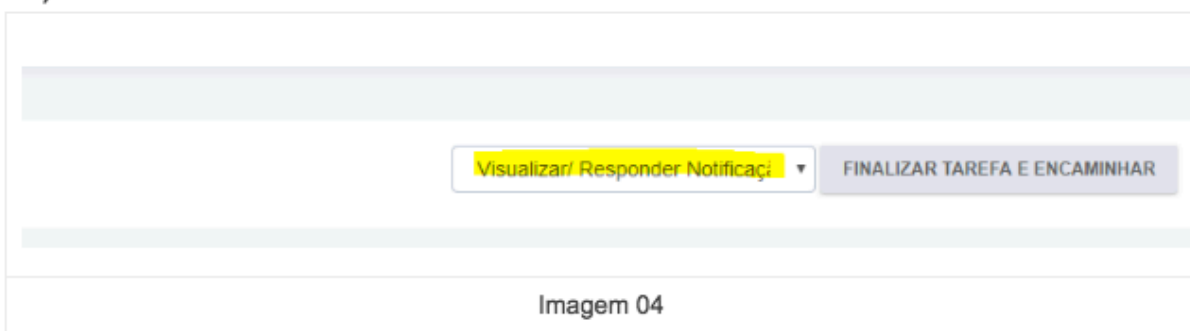 Visualizar/ Responder Notificaçã
FINALIZAR TAREFA E ENCAMINHAR
Imagem 04